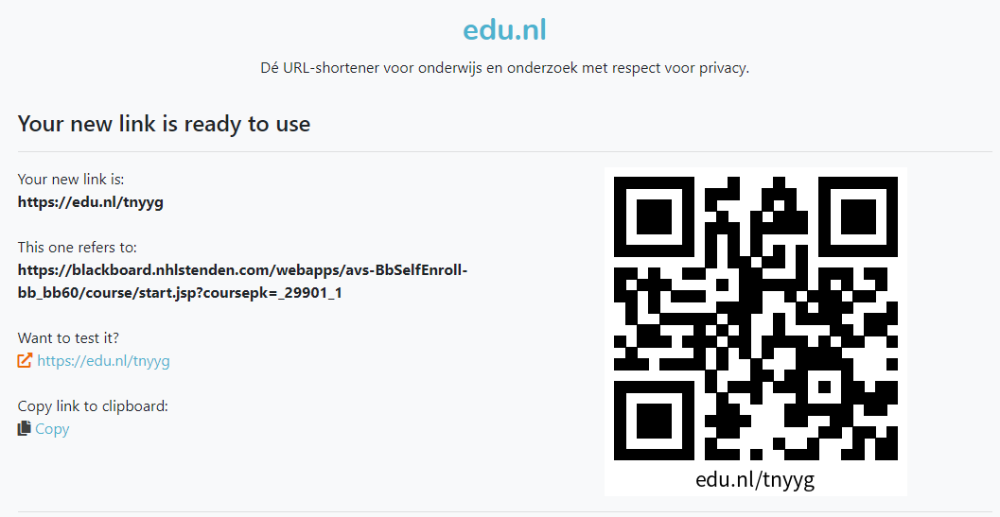 edu.nl
Dé URL-shortener voor onderwijs en onderzoek met respect voor privacy.
Your new link is ready to use
Your new link is:
https://edu.nl/tnyyg
This one refers to:
https://blackboard.nhlstenden.com/webapps/avs-BbSelfEnroll-
bb_bb60/course/start.jsp?coursepk=_29901_1
Want to test it?
https://edu.nl/tnyyg
Copy link to clipboard:
Copy
edu.nl/tnyyg